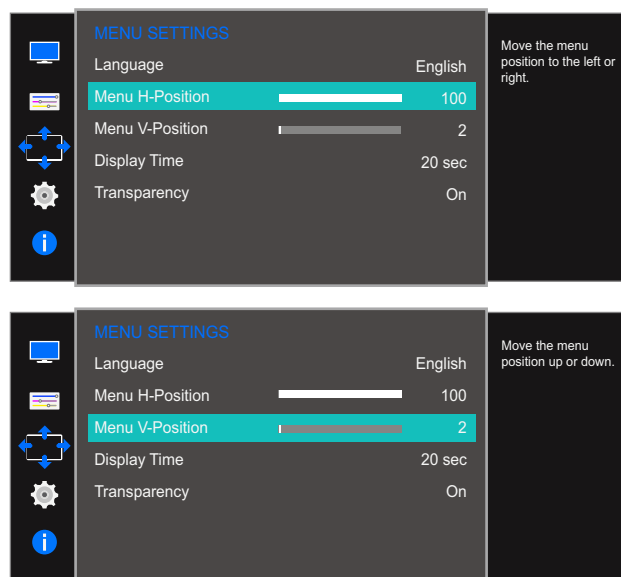 MENU SETTINGS
Language English
Menu H-Position 100
Menu V-Position 2
Display Time 20 sec
Transparency On
Move the menu
position to the left or
right.
MENU SETTINGS
Language English
Menu H-Position 100
Menu V-Position 2
Display Time 20 sec
Transparency On
Move the menu
position up or down.